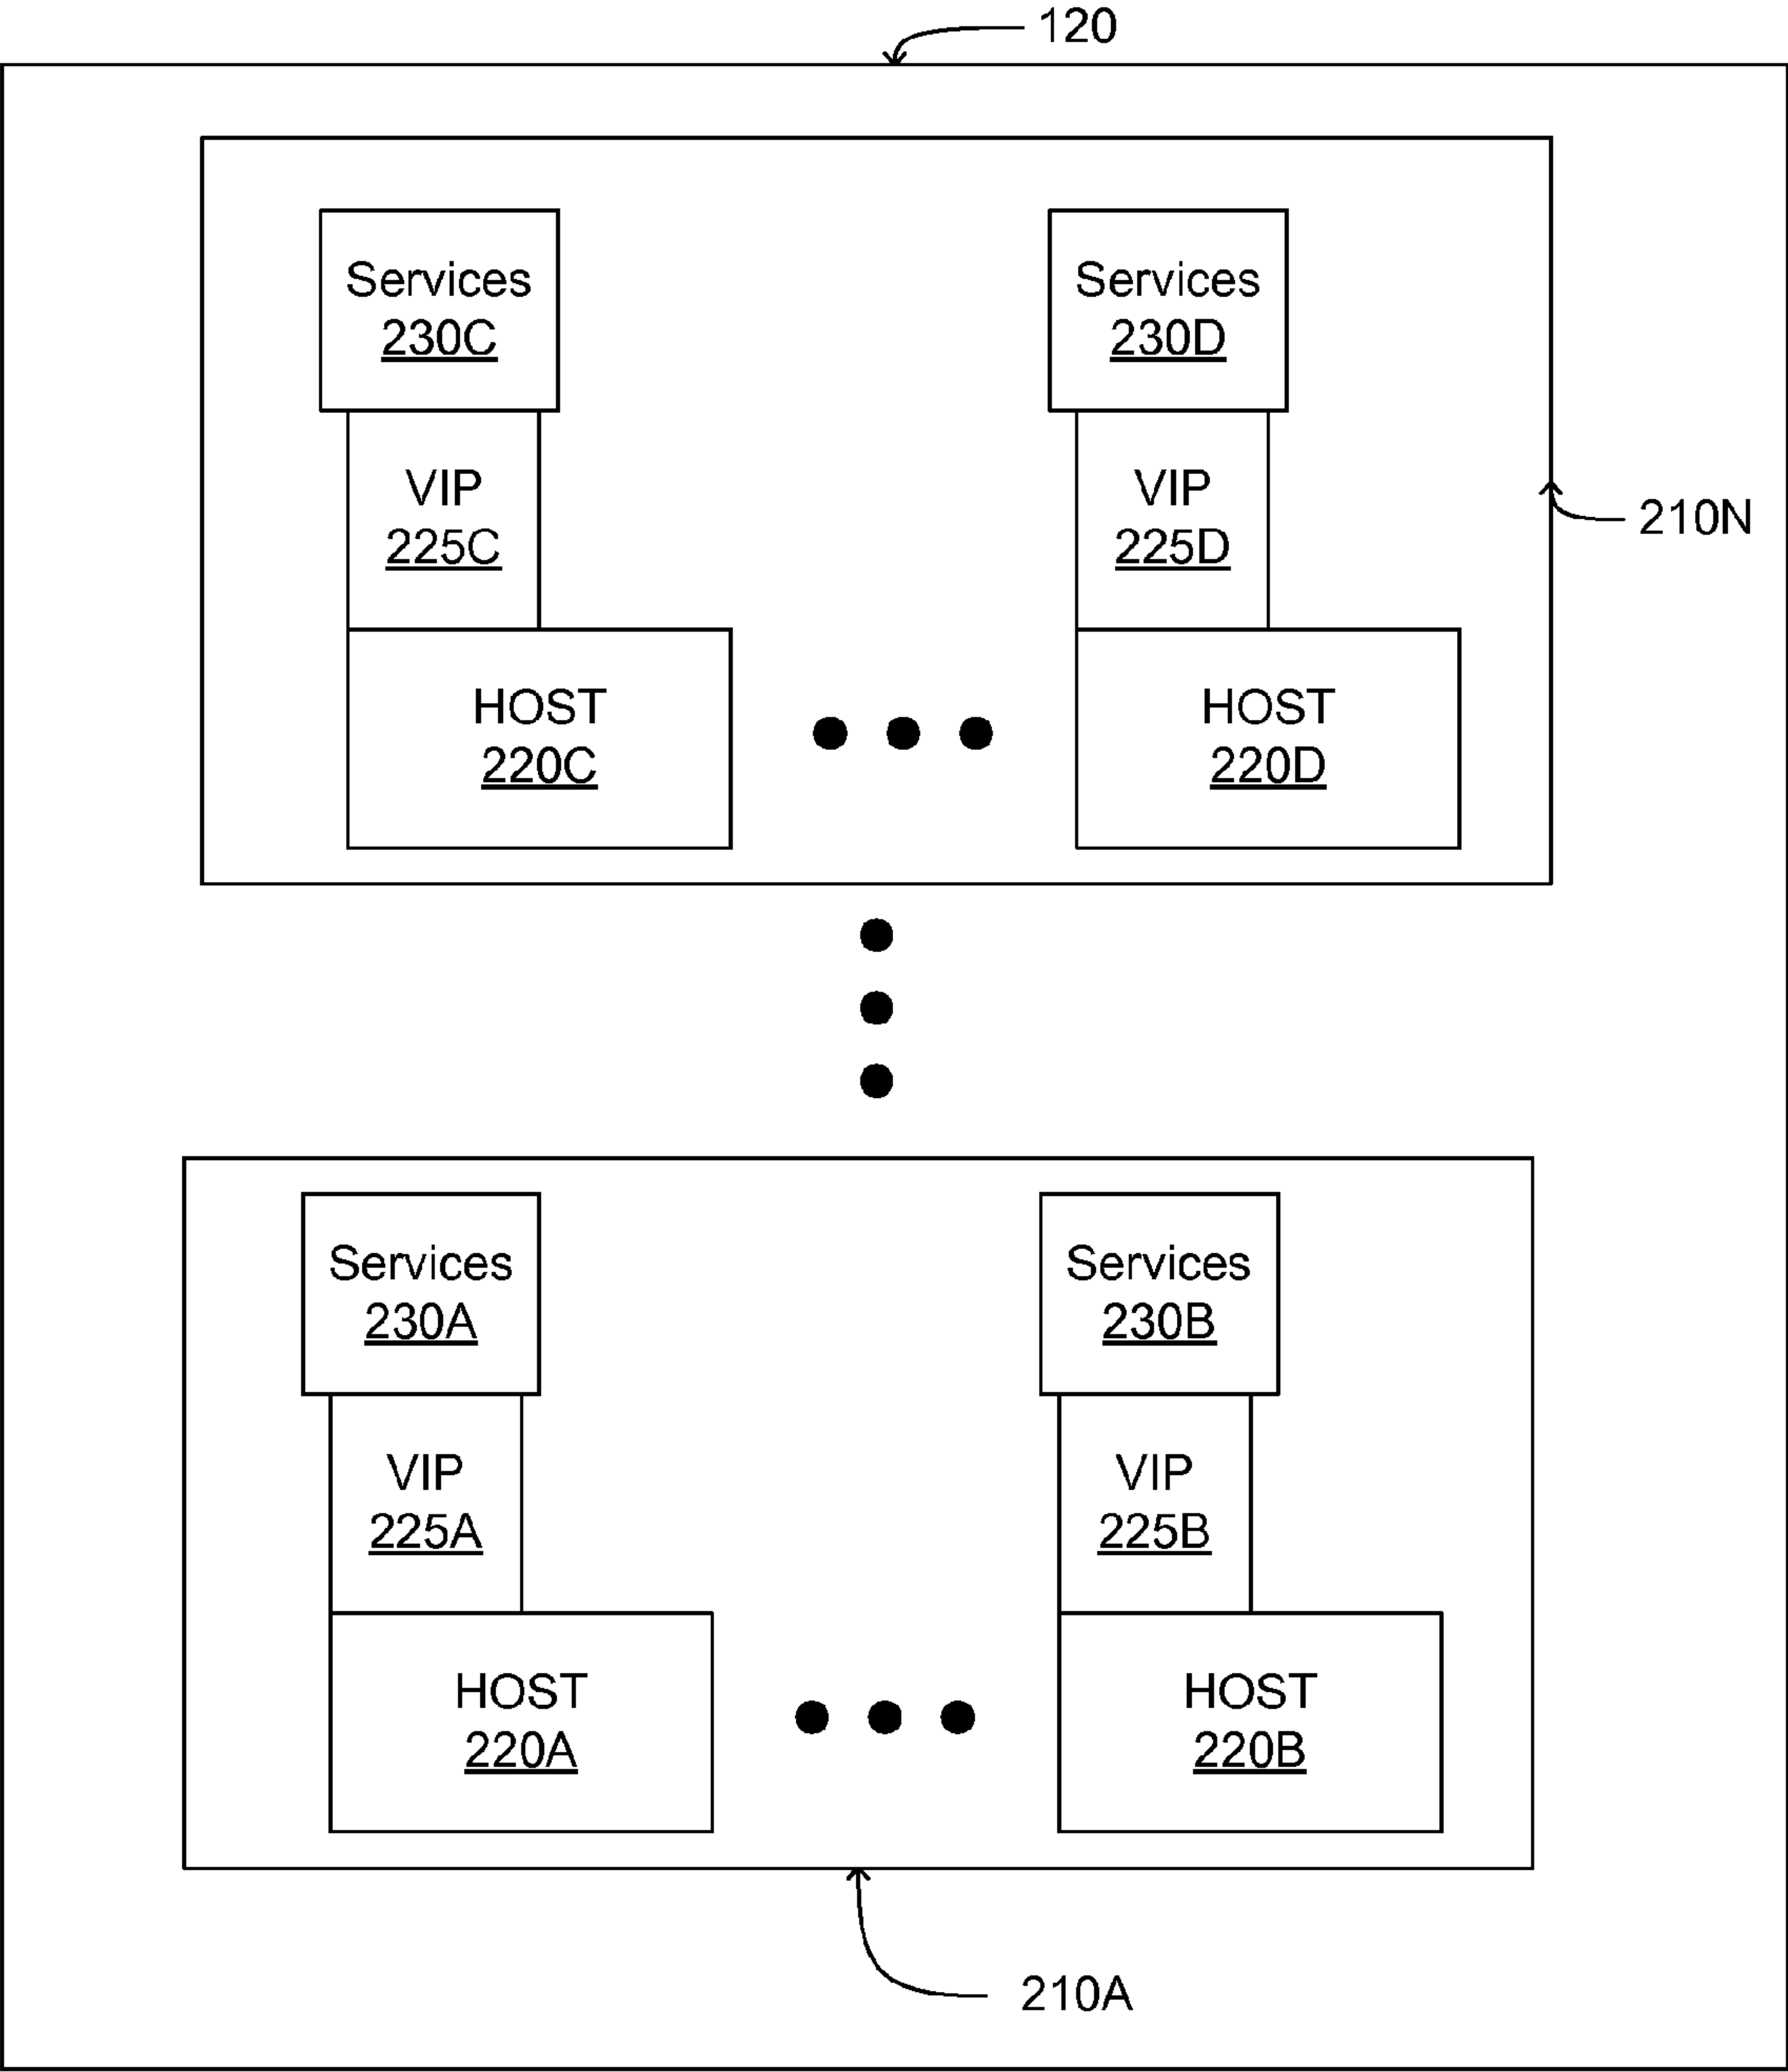 120
Services
230C
Services
230D
VIP
225C
VIP
225D
210N
HOST
220C
HOST
220D
Services
230A
Services
230B
VIP
225A
VIP
225B
HOST
220A
HOST
220B
210A